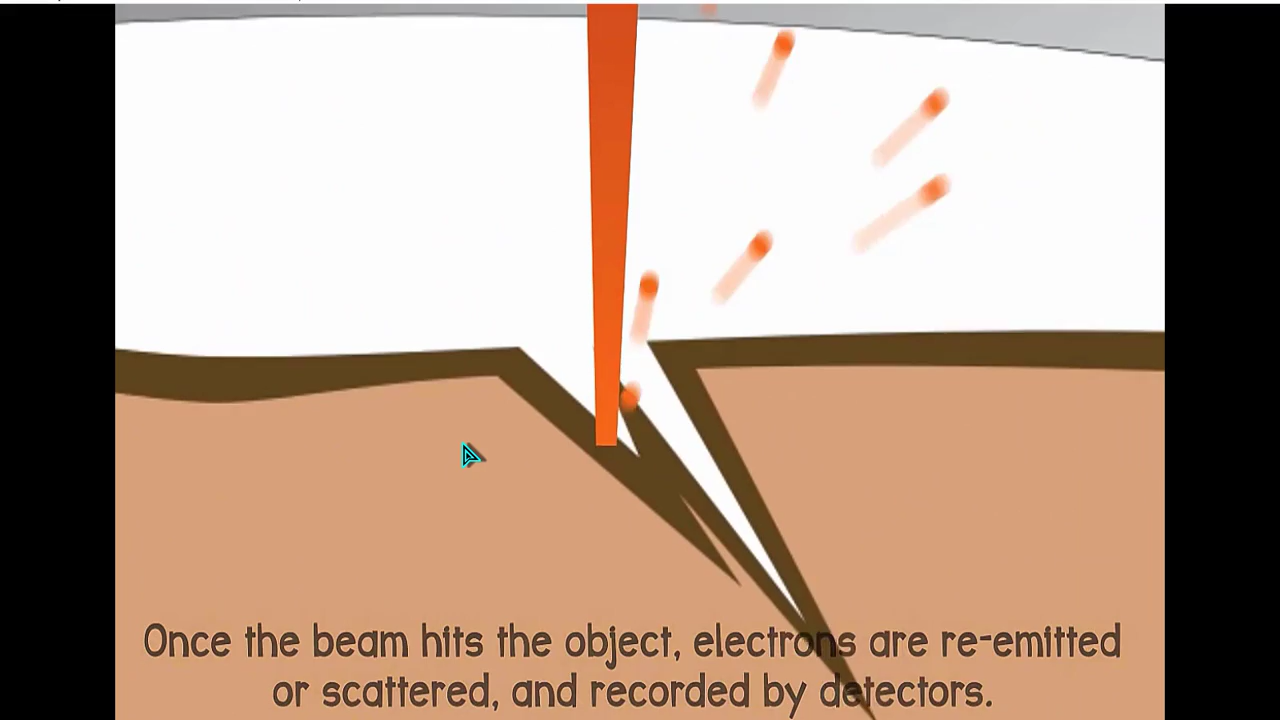 Once the beam hits the object, electrons are re-emitted
or scattered, and recorded by detectors.